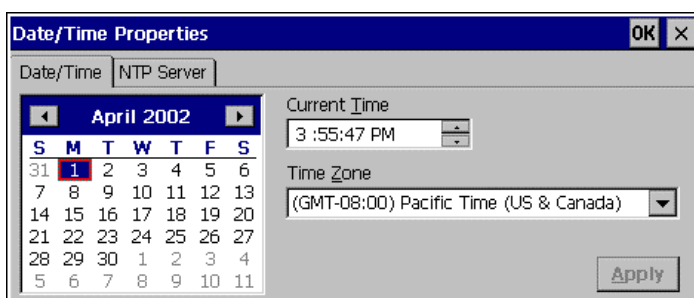 Date/Time Properties OK ×
Date/Time NTP Server
April 2002
S M T W T F S
31 1 2 3 4 5 6
7 8 9 10 11 12 13
14 15 16 17 18 19 20
21 22 23 24 25 26 27
28 29 30 1 2 3 4
5 6 7 8 9 10 11
Current Time
3 :55:47 PM
Time Zone
(GMT-08:00) Pacific Time (US & Canada)
Apply